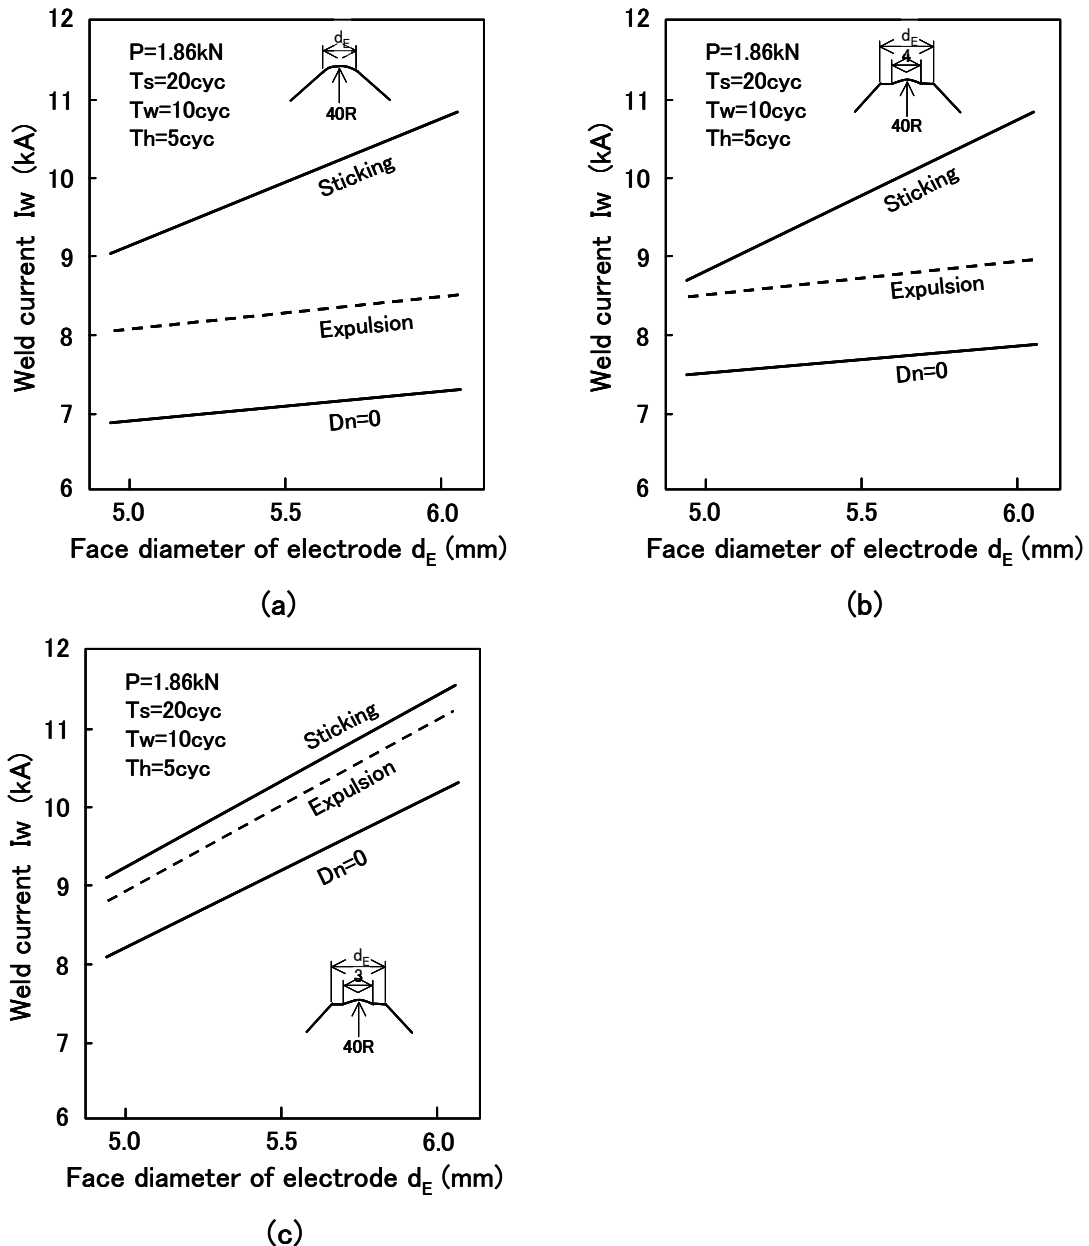 12
11
10
9
8
7
6
Weld current Iw (kA)
P=1.86kN
Ts=20cyc
Tw=10cyc
Th=5cyc
dE
40R
Sticking
Expulsion
Dn=0
5.0 5.5 6.0
Face diameter of electrode dE (mm)
(a)
12
11
10
9
8
7
6
Weld current Iw (kA)
P=1.86kN
Ts=20cyc
Tw=10cyc
Th=5cyc
dE
4
40R
Sticking
Expulsion
Dn=0
5.0 5.5 6.0
Face diameter of electrode dE (mm)
(b)
12
11
10
9
8
7
6
Weld current Iw (kA)
P=1.86kN
Ts=20cyc
Tw=10cyc
Th=5cyc
Sticking
Expulsion
Dn=0
dE
3
40R
5.0 5.5 6.0
Face diameter of electrode dE (mm)
(c)